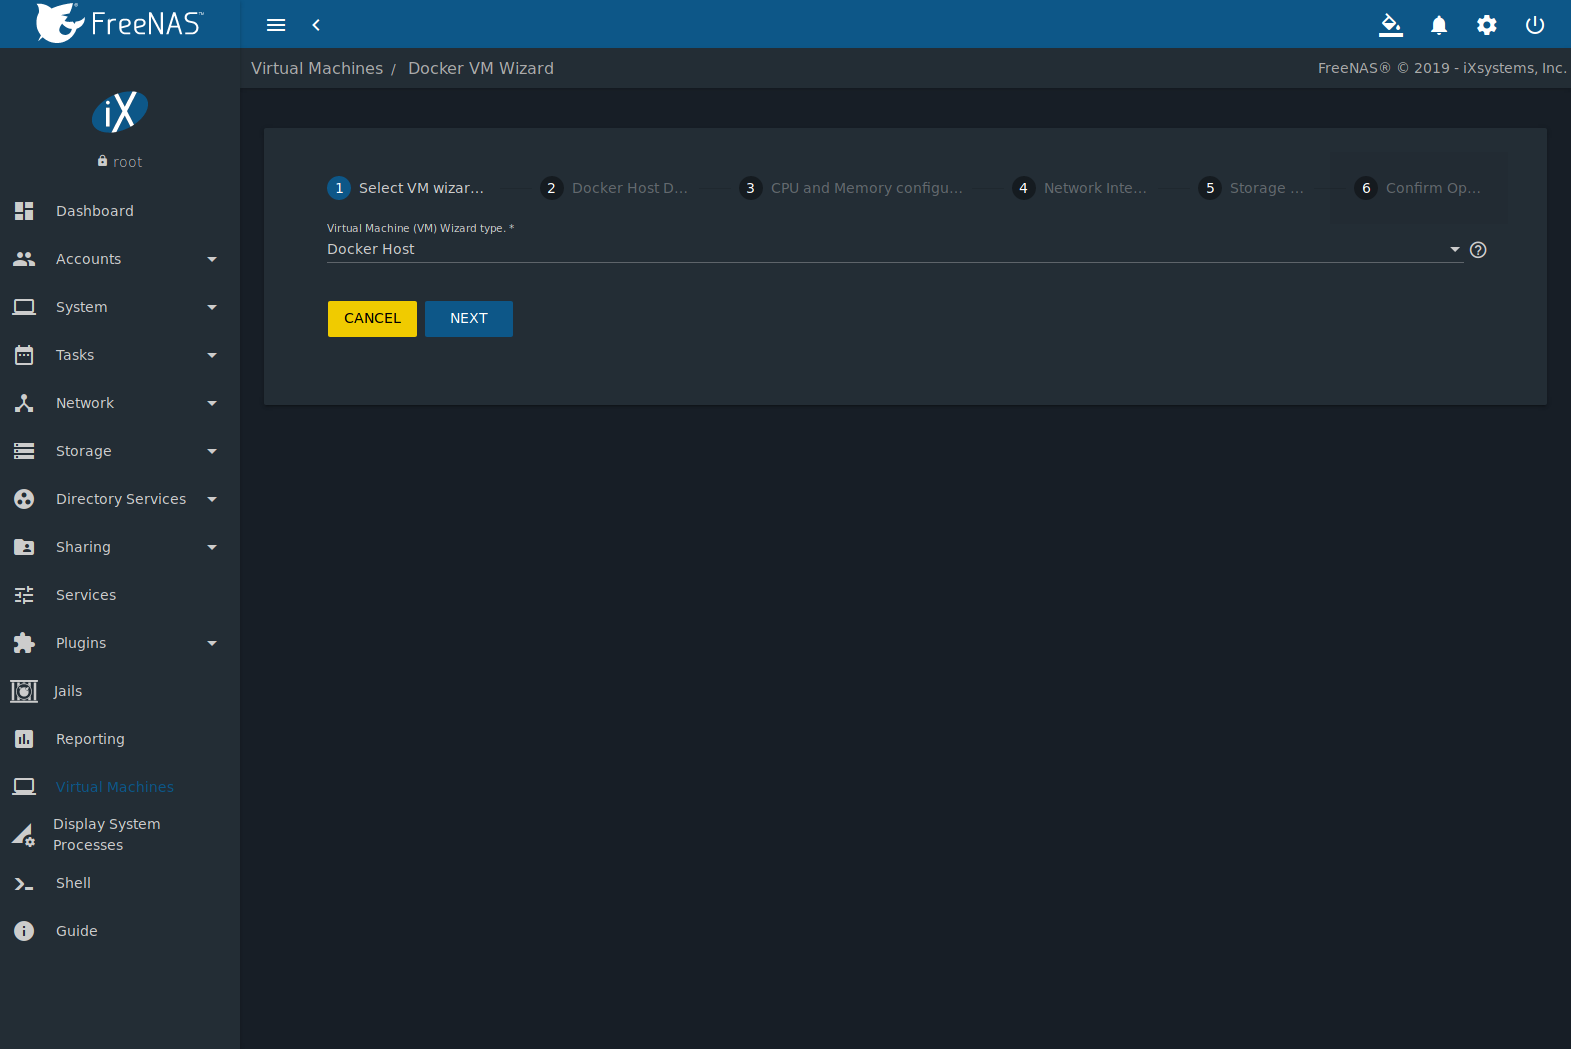 FreeNAS™
Virtual Machines / Docker VM Wizard
FreeNAS® © 2019 - iXsystems, Inc.
iX
root
Dashboard
Accounts
System
Tasks
Network
Storage
Directory Services
Sharing
Services
Plugins
Jails
Reporting
Virtual Machines
Display System
Processes
Shell
Guide
1 Select VM wizar... 2 Docker Host D... 3 CPU and Memory configu... 4 Network Inte... 5 Storage ... 6 Confirm Op...
Virtual Machine (VM) Wizard type. *
Docker Host
CANCEL NEXT